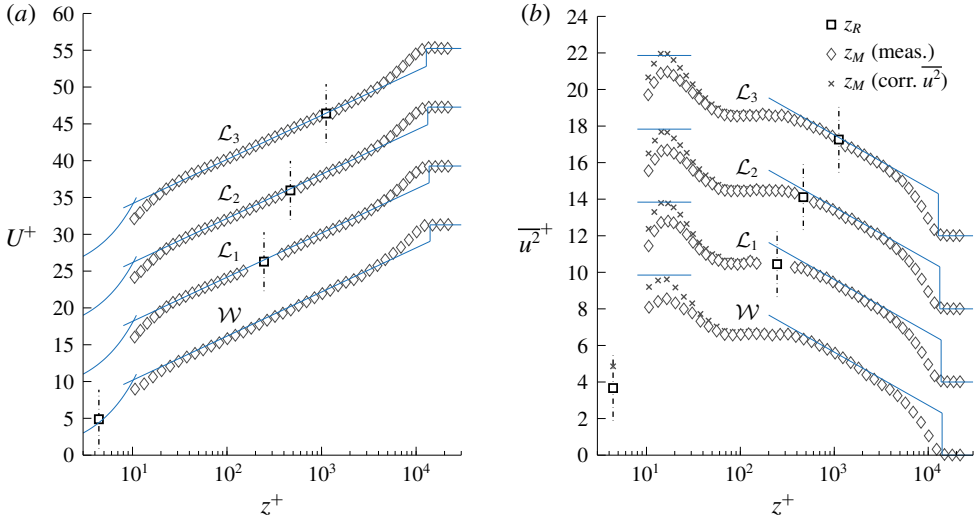 (a)
60
55
50
45
40
35
30
25
20
15
10
5
0
U⁺
ℒ₃
ℒ₂
ℒ₁
𝒲
10¹
10²
10³
10⁴
z⁺
(b)
24
22
20
18
16
14
12
10
8
6
4
2
0
u̅²̅⁺
z_R
z_M (meas.)
z_M (corr. u̅²̅)
ℒ₃
ℒ₂
ℒ₁
𝒲
10¹
10²
10³
10⁴
z⁺